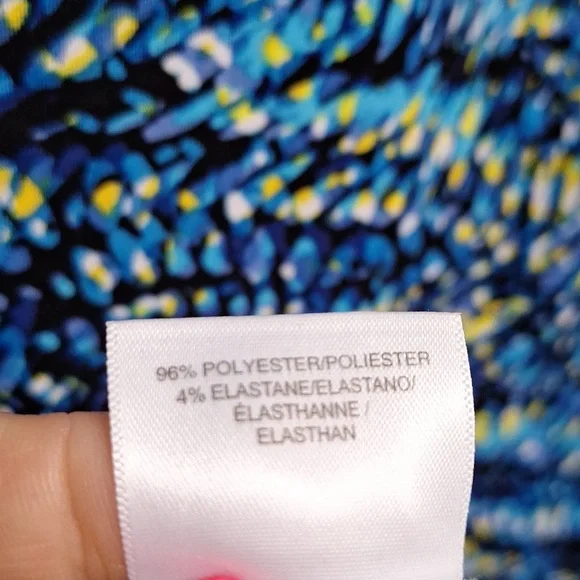 96% POLYESTER/POLIESTER
4% ELASTANE/ELASTANO/
ÉLASTHANNE /
ELASTHAN